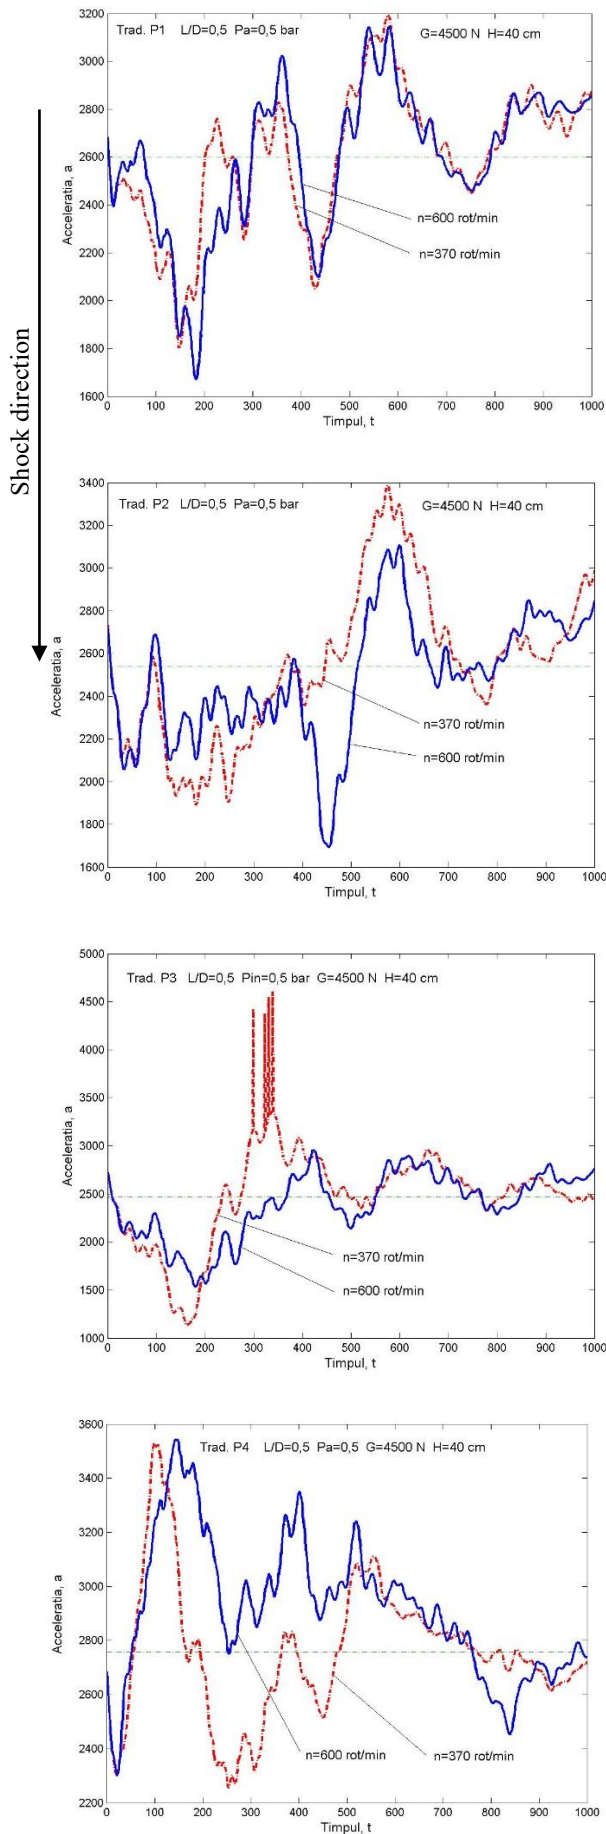 Shock direction
Trad. P1 L/D=0,5 Pa=0,5 bar G=4500 N H=40 cm
Acceleratia, a
3200
3000
2800
2600
2400
2200
2000
1800
1600
n=600 rot/min
n=370 rot/min
0 100 200 300 400 500 600 700 800 900 1000
Timpul, t
Trad. P2 L/D=0,5 Pa=0,5 bar G=4500 N H=40 cm
Acceleratia, a
3400
3200
3000
2800
2600
2400
2200
2000
1800
1600
n=370 rot/min
n=600 rot/min
0 100 200 300 400 500 600 700 800 900 1000
Timpul, t
Trad. P3 L/D=0,5 Pin=0,5 bar G=4500 N H=40 cm
Acceleratia, a
5000
4500
4000
3500
3000
2500
2000
1500
1000
n=370 rot/min
n=600 rot/min
0 100 200 300 400 500 600 700 800 900 1000
Timpul, t
Trad. P4 L/D=0,5 Pa=0,5 G=4500 N H=40 cm
Acceleratia, a
3600
3400
3200
3000
2800
2600
2400
2200
n=600 rot/min
n=370 rot/min
0 100 200 300 400 500 600 700 800 900 1000
Timpul, t